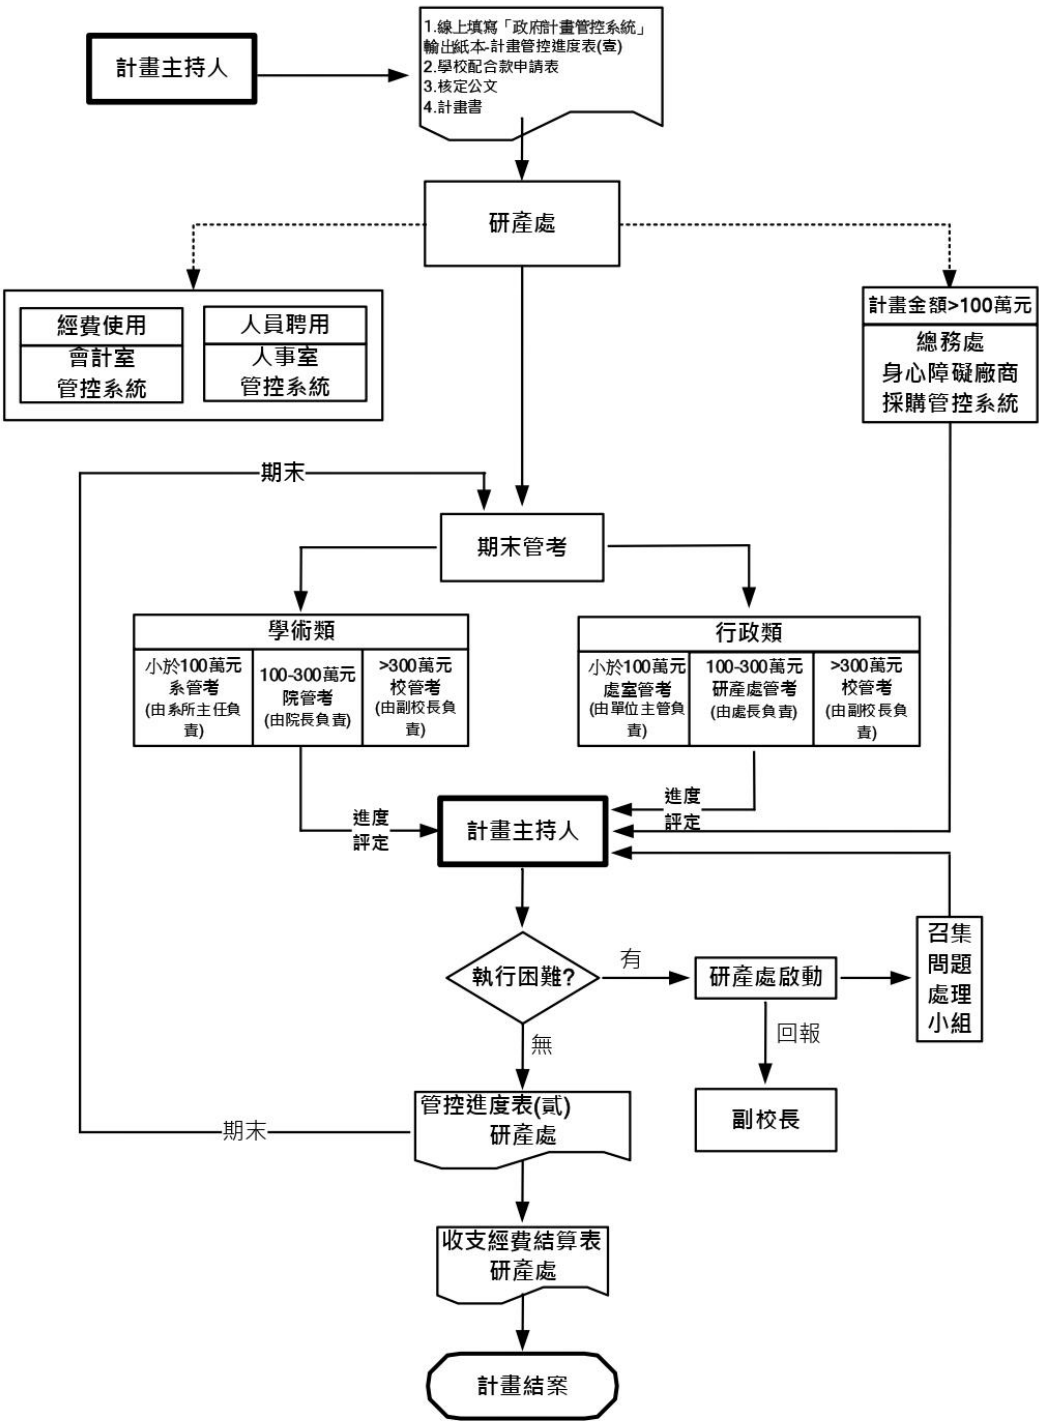 計畫主持人
1.線上填寫「政府計畫管控系統」
輸出紙本-計畫管控進度表(壹)
2.學校配合款申請表
3.核定公文
4.計畫書
研產處
經費使用
會計室
管控系統
人員聘用
人事室
管控系統
計畫金額>100萬元
總務處
身心障礙廠商
採購管控系統
期末
期末管考
學術類
小於100萬元
系管考
(由系所主任負
責)
100-300萬元
院管考
(由院長負責)
>300萬元
校管考
(由副校長負
責)
行政類
小於100萬元
處室管考
(由單位主管負
責)
100-300萬元
研產處管考
(由處長負責)
>300萬元
校管考
(由副校長負
責)
進度
評定
計畫主持人
進度
評定
執行困難?
有
研產處啟動
召集
問題
處理
小組
無
回報
副校長
管控進度表(貳)
研產處
期末
收支經費結算表
研產處
計畫結案